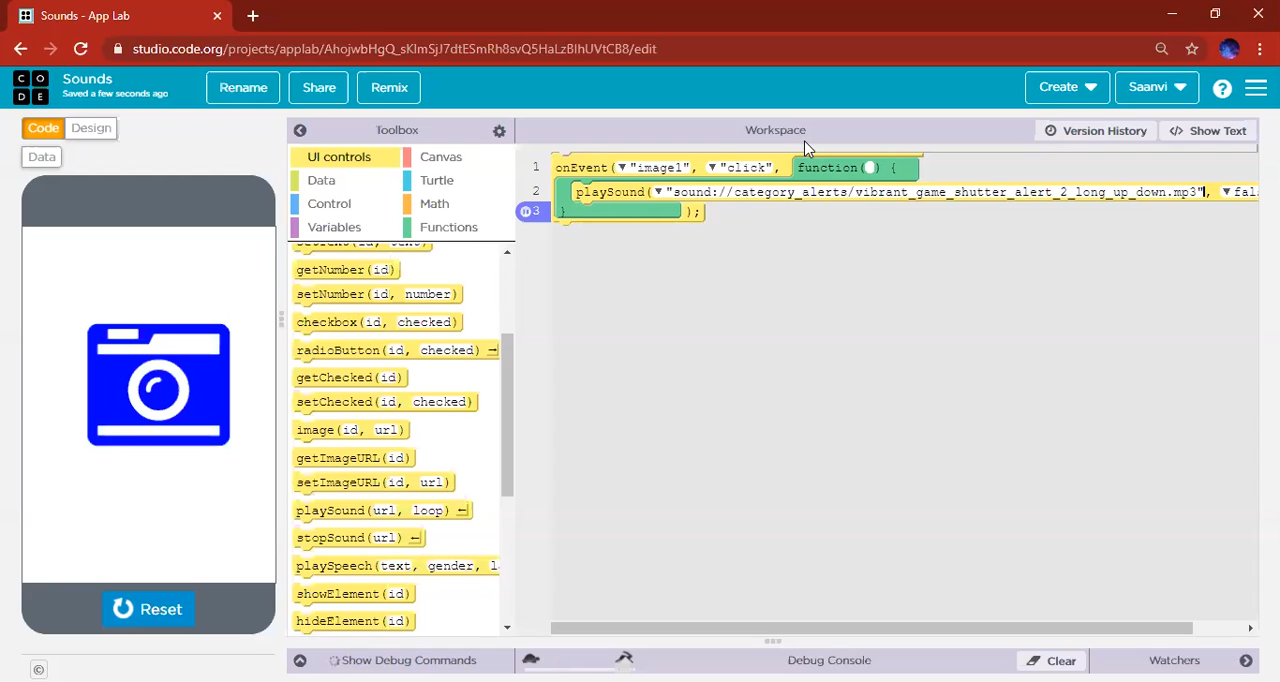 Sounds - App Lab
studio.code.org/projects/applab/AhojwbHgQ_sKlmSjJ7dtESmRh8svQ5HaLzBlhUVtCB8/edit
C O D E
Sounds
Saved a few seconds ago
Rename
Share
Remix
Create
Saanvi
?
Code
Design
Data
Toolbox
Workspace
Version History
</> Show Text
UI controls
Canvas
Data
Turtle
Control
Math
Variables
Functions
getNumber(id)
setNumber(id, number)
checkbox(id, checked)
radioButton(id, checked)
getChecked(id)
setChecked(id, checked)
image(id, url)
getImageURL(id)
setImageURL(id, url)
playSound(url, loop)
stopSound(url)
playSpeech(text, gender, l
showElement(id)
hideElement(id)
1 onEvent( "image1", "click", function( ) {
2 playSound( "sound://category_alerts/vibrant_game_shutter_alert_2_long_up_down.mp3", fal
3 } );
Reset
©
Show Debug Commands
Debug Console
Clear
Watchers